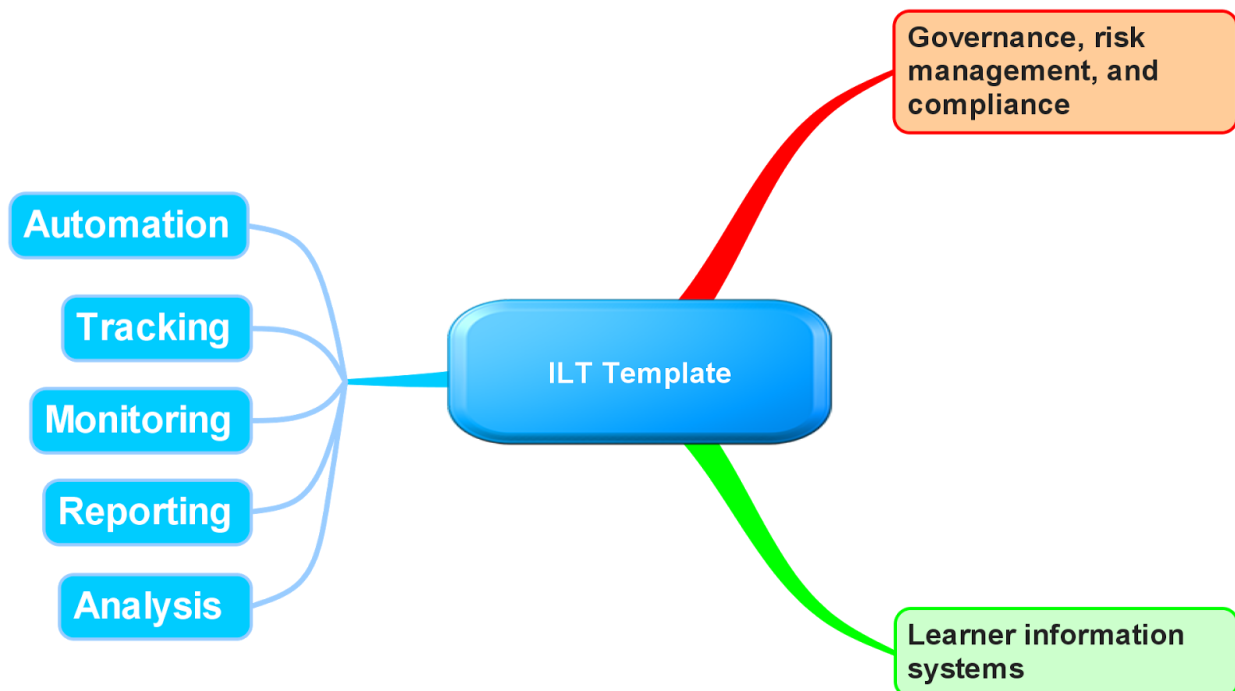 Governance, risk
management, and
compliance
Automation
Tracking
Monitoring
Reporting
Analysis
ILT Template
Learner information
systems